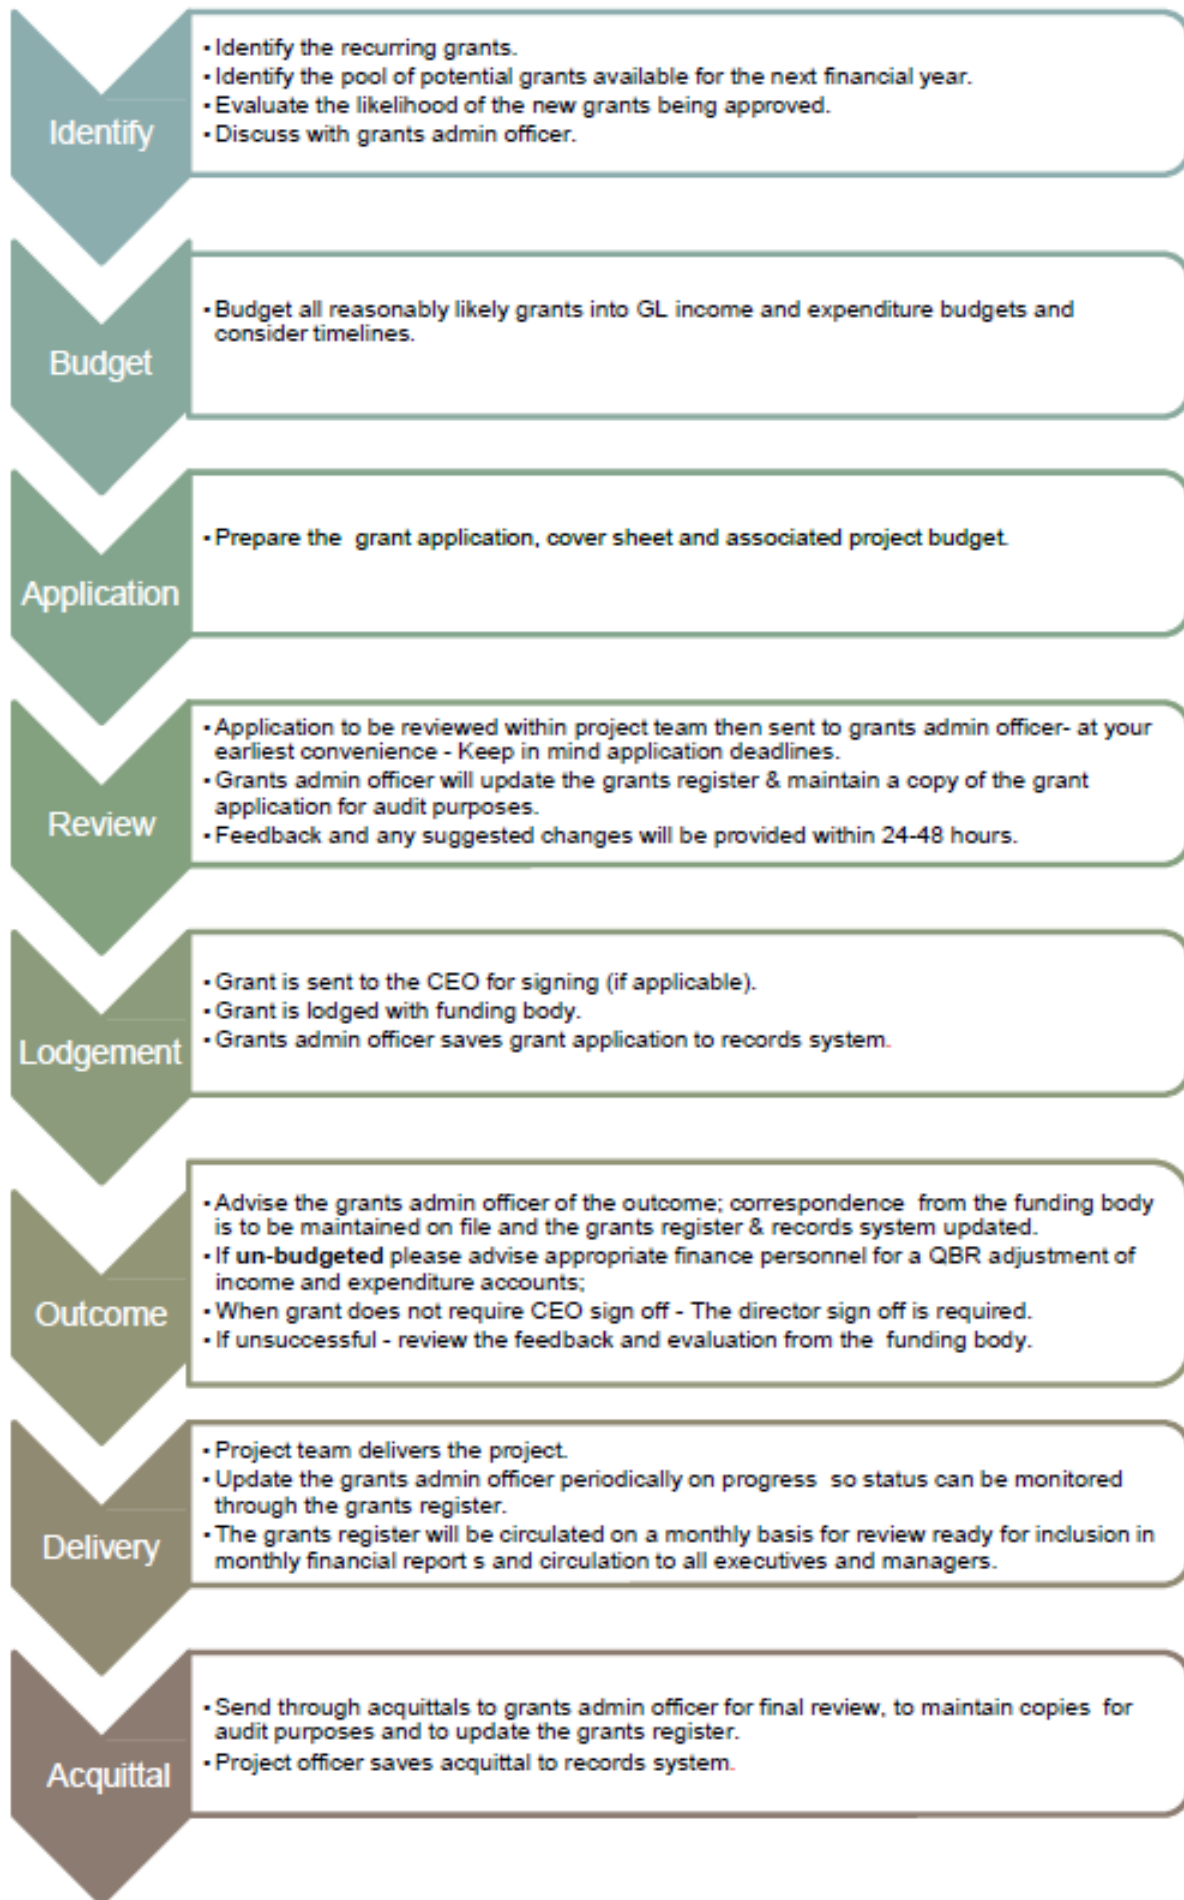 Identify
▪ Identify the recurring grants.
▪ Identify the pool of potential grants available for the next financial year.
▪ Evaluate the likelihood of the new grants being approved.
▪ Discuss with grants admin officer.
Budget
▪ Budget all reasonably likely grants into GL income and expenditure budgets and
consider timelines.
Application
▪ Prepare the grant application, cover sheet and associated project budget.
Review
▪ Application to be reviewed within project team then sent to grants admin officer- at your
earliest convenience - Keep in mind application deadlines.
▪ Grants admin officer will update the grants register & maintain a copy of the grant
application for audit purposes.
▪ Feedback and any suggested changes will be provided within 24-48 hours.
Lodgement
▪ Grant is sent to the CEO for signing (if applicable).
▪ Grant is lodged with funding body.
▪ Grants admin officer saves grant application to records system.
Outcome
▪ Advise the grants admin officer of the outcome; correspondence from the funding body
is to be maintained on file and the grants register & records system updated.
▪ If un-budgeted please advise appropriate finance personnel for a QBR adjustment of
income and expenditure accounts;
▪ When grant does not require CEO sign off - The director sign off is required.
▪ If unsuccessful - review the feedback and evaluation from the funding body.
Delivery
▪ Project team delivers the project.
▪ Update the grants admin officer periodically on progress so status can be monitored
through the grants register.
▪ The grants register will be circulated on a monthly basis for review ready for inclusion in
monthly financial report s and circulation to all executives and managers.
Acquittal
▪ Send through acquittals to grants admin officer for final review, to maintain copies for
audit purposes and to update the grants register.
▪ Project officer saves acquittal to records system.